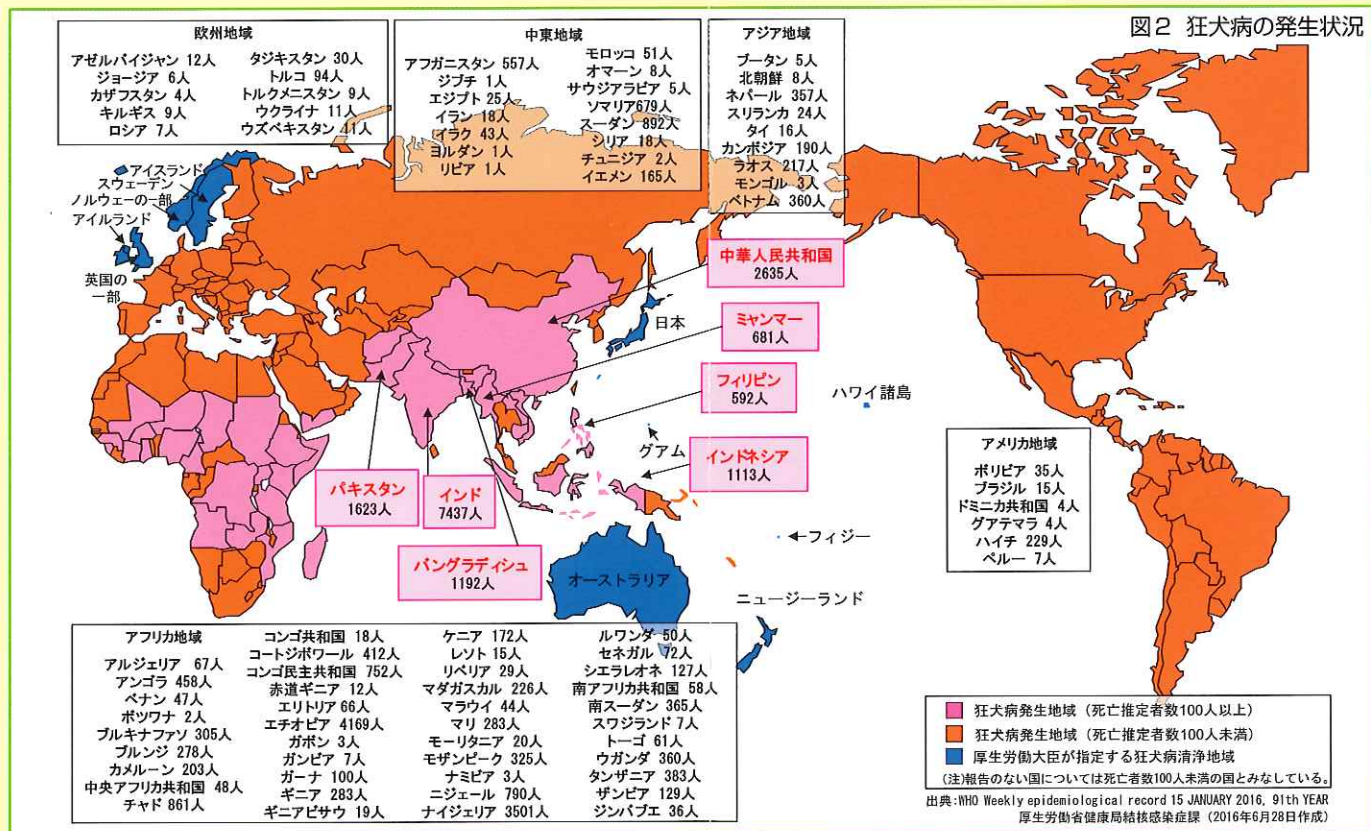 図2 狂犬病の発生状況
欧州地域
アゼルバイジャン 12人
ジョージア 6人
カザフスタン 4人
キルギス 9人
ロシア 7人
タジキスタン 30人
トルコ 94人
トルクメニスタン 9人
ウクライナ 11人
ウズベキスタン 11人
中東地域
アフガニスタン 557人
ジブチ 1人
エジプト 25人
イラン 18人
イラク 43人
ヨルダン 1人
リビア 1人
モロッコ 51人
オマーン 8人
サウジアラビア 5人
ソマリア679人
スーダン 892人
シリア 18人
チュニジア 2人
イエメン 165人
アジア地域
ブータン 5人
北朝鮮 8人
ネパール 357人
スリランカ 24人
タイ 16人
カンボジア 190人
ラオス 217人
モンゴル 3人
ベトナム 360人
アイスランド
スウェーデン
ノルウェーの一部
アイルランド
英国の
一部
中華人民共和国
2635人
日本
ミャンマー
681人
フィリピン
592人
ハワイ諸島
グアム
インドネシア
1113人
パキスタン
1623人
インド
7437人
バングラディシュ
1192人
オーストラリア
フィジー
ニュージーランド
アメリカ地域
ボリビア 35人
ブラジル 15人
ドミニカ共和国 4人
グアテマラ 4人
ハイチ 229人
ペルー 7人
アフリカ地域
アルジェリア 67人
アンゴラ 458人
ベナン 47人
ボツワナ 2人
ブルキナファソ 305人
ブルンジ 278人
カメルーン 203人
中央アフリカ共和国 48人
チャド 861人
コンゴ共和国 18人
コートジボワール 412人
コンゴ民主共和国 752人
赤道ギニア 12人
エリトリア 66人
エチオピア 4169人
ガボン 3人
ガンビア 7人
ガーナ 100人
ギニア 283人
ギニアビサウ 19人
ケニア 172人
レソト 15人
リベリア 29人
マダガスカル 226人
マラウイ 44人
マリ 283人
モーリタニア 20人
モザンビーク 325人
ナミビア 3人
ニジェール 790人
ナイジェリア 3501人
ルワンダ 50人
セネガル 72人
シエラレオネ 127人
南アフリカ共和国 58人
南スーダン 365人
スワジランド 7人
トーゴ 61人
ウガンダ 360人
タンザニア 383人
ザンビア 129人
ジンバブエ 36人
狂犬病発生地域（死亡推定者数100人以上）
狂犬病発生地域（死亡推定者数100人未満）
厚生労働大臣が指定する狂犬病清浄地域
(注)報告のない国については死亡者数100人未満の国とみなしている。
出典:WHO Weekly epidemiological record 15 JANUARY 2016, 91th YEAR
厚生労働省健康局結核感染症課（2016年6月28日作成）